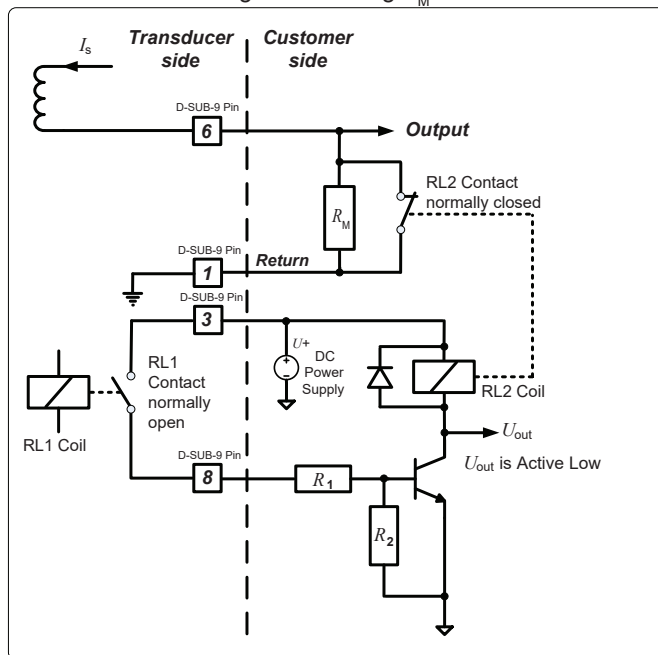 M
Transducer side
Customer side
I_s
D-SUB-9 Pin
6
Output
R_M
RL2 Contact
normally closed
D-SUB-9 Pin
1
Return
D-SUB-9 Pin
3
U+
DC
Power
Supply
RL1
Contact
normally
open
RL1 Coil
RL2 Coil
U_out
U_out is Active Low
D-SUB-9 Pin
8
R_1
R_2